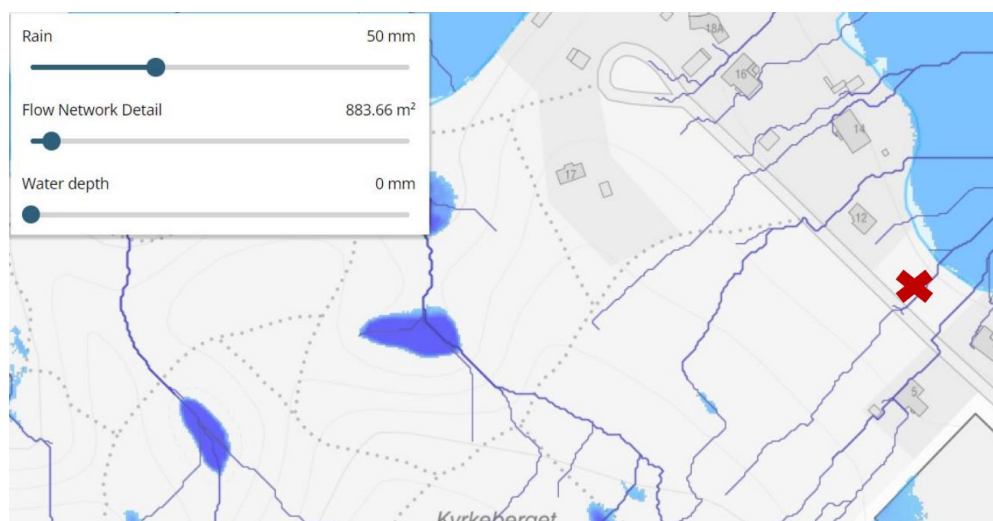 Rain 50 mm
Flow Network Detail 883.66 m²
Water depth 0 mm
18A
16
14
17
12
5
Kyrkeberget